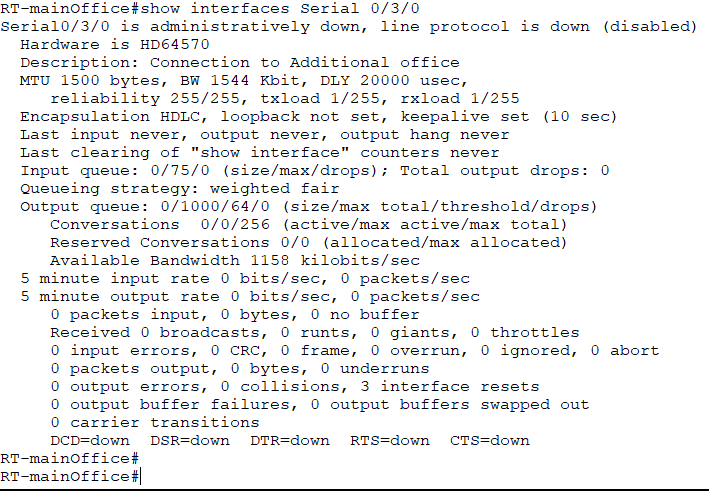 RT-mainOffice#show interfaces Serial 0/3/0
Serial0/3/0 is administratively down, line protocol is down (disabled)
  Hardware is HD64570
  Description: Connection to Additional office
  MTU 1500 bytes, BW 1544 Kbit, DLY 20000 usec,
     reliability 255/255, txload 1/255, rxload 1/255
  Encapsulation HDLC, loopback not set, keepalive set (10 sec)
  Last input never, output never, output hang never
  Last clearing of "show interface" counters never
  Input queue: 0/75/0 (size/max/drops); Total output drops: 0
  Queueing strategy: weighted fair
  Output queue: 0/1000/64/0 (size/max total/threshold/drops)
     Conversations  0/0/256 (active/max active/max total)
     Reserved Conversations 0/0 (allocated/max allocated)
     Available Bandwidth 1158 kilobits/sec
  5 minute input rate 0 bits/sec, 0 packets/sec
  5 minute output rate 0 bits/sec, 0 packets/sec
     0 packets input, 0 bytes, 0 no buffer
     Received 0 broadcasts, 0 runts, 0 giants, 0 throttles
     0 input errors, 0 CRC, 0 frame, 0 overrun, 0 ignored, 0 abort
     0 packets output, 0 bytes, 0 underruns
     0 output errors, 0 collisions, 3 interface resets
     0 output buffer failures, 0 output buffers swapped out
     0 carrier transitions
     DCD=down  DSR=down  DTR=down  RTS=down  CTS=down
RT-mainOffice#
RT-mainOffice#